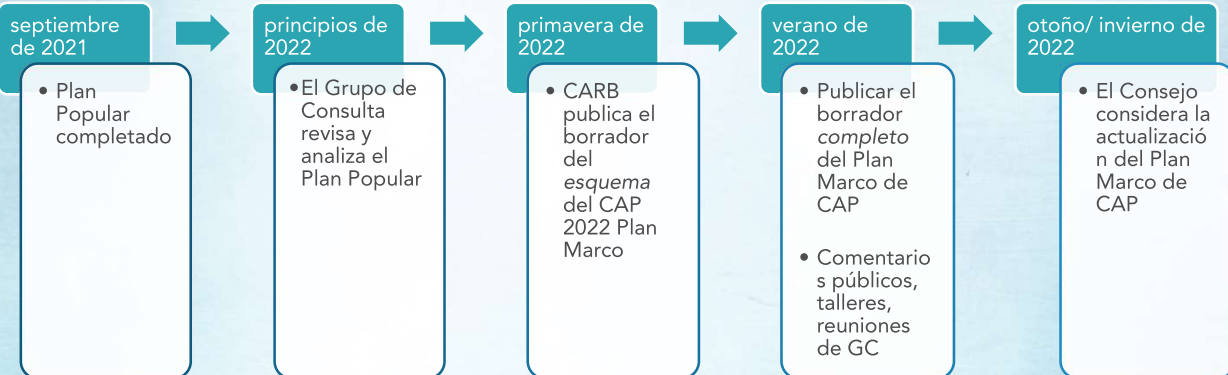 septiembre
de 2021
• Plan
Popular
completado
principios de
2022
•El Grupo de
Consulta
revisa y
analiza el
Plan Popular
primavera de
2022
• CARB
publica el
borrador
del
esquema
del CAP
2022 Plan
Marco
verano de
2022
• Publicar el
borrador
completo
del Plan
Marco de
CAP
• Comentario
s públicos,
talleres,
reuniones
de GC
otoño/ invierno de
2022
• El Consejo
considera la
actualizació
n del Plan
Marco de
CAP